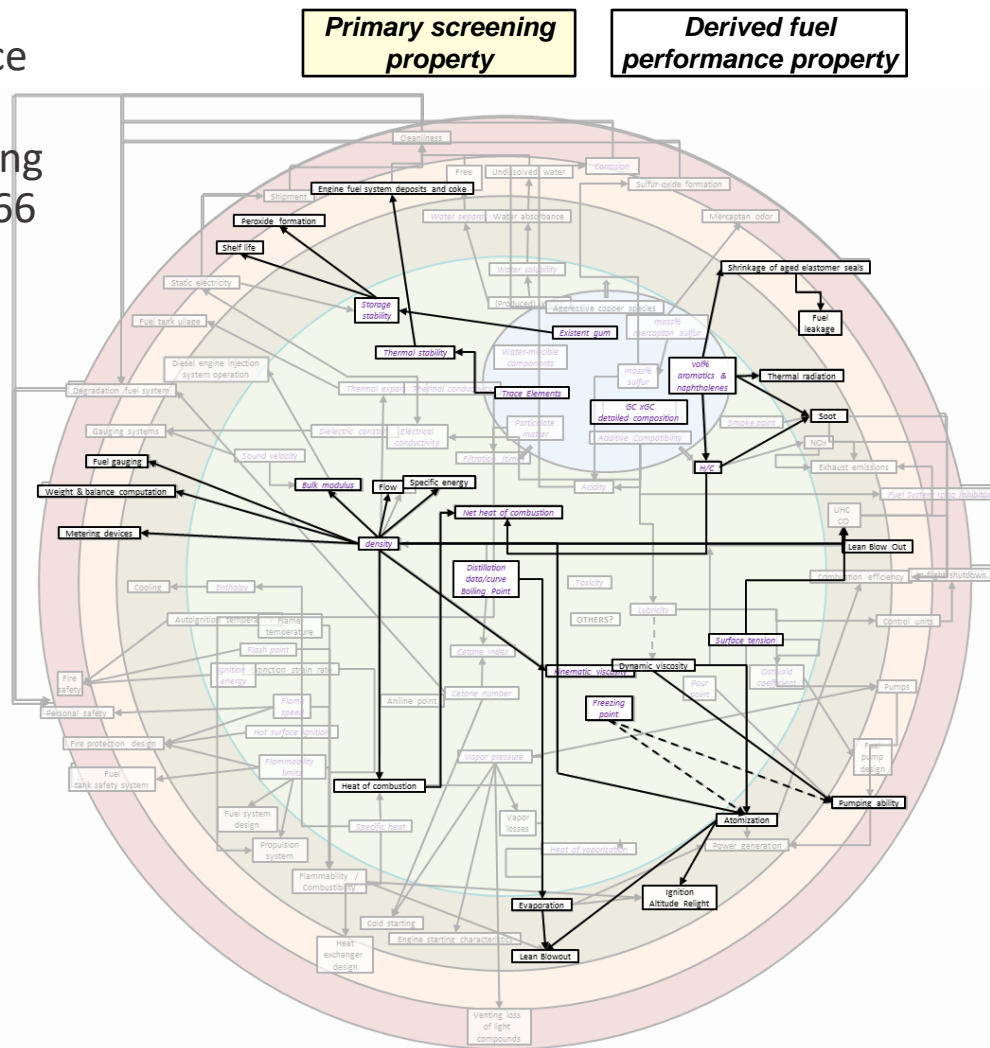 Primary screening
property
Derived fuel
performance property
ce
ng
66
Cleanliness
Corrosion
Free
Undissolved water
Sulfur-oxide formation
Shipment
Engine fuel system deposits and coke
Peroxide formation
Water absorbance
Mercaptan odor
Shelf life
Static electricity
Water solubility
Shrinkage of aged elastomer seals
Storage
stability
(Produced)
Aggressive copper species
Fuel
leakage
Fuel tank ullage
mass%
mercaptan sulfur
Existent gum
Thermal stability
Water-miscible
components
vol%
aromatics &
naphthalenes
Diesel engine injection
system operation
mass%
sulfur
Thermal radiation
Degradation fuel system
Thermal conductivity
Trace Elements
GC xGC
detailed composition
Soot
Smoke point
Gauging systems
Electrical
conductivity
Particulate
matter
Additive Compatibility
NOx
Fuel gauging
Sound velocity
H/C
Exhaust emissions
Weight & balance computation
Bulk modulus
Flow
Specific energy
Acidity
Net heat of combustion
UHC
CO
Metering devices
density
Lean Blow Out
Distillation
data/curve
Boiling Point
Toxicity
Combustion efficiency
Cooling
Enthalpy
Lubricity
OTHERS?
Control units
Flame
temperature
Surface tension
Flash point
Cetane index
Dynamic viscosity
Kinematic viscosity
Ostwald
coefficient
Fire
safety
energy
Pour
point
Pumps
Cetane number
Aniline point
Freezing
point
Personal safety
Flame
speed
Hot surface ignition
Fire protection design
Vapor pressure
Fuel
pump
design
Flammability
limits
Fuel
tank safety system
Heat of combustion
Pumping ability
Fuel system
design
Vapor
losses
Atomization
Specific heat
Propulsion
system
Heat of vaporization
Power generation
Flammability /
Combustibility
Ignition
Altitude Relight
Evaporation
Cold starting
Engine starting characteristics
Heat
exchanger
design
Lean Blowout
Venting loss
of light
compounds